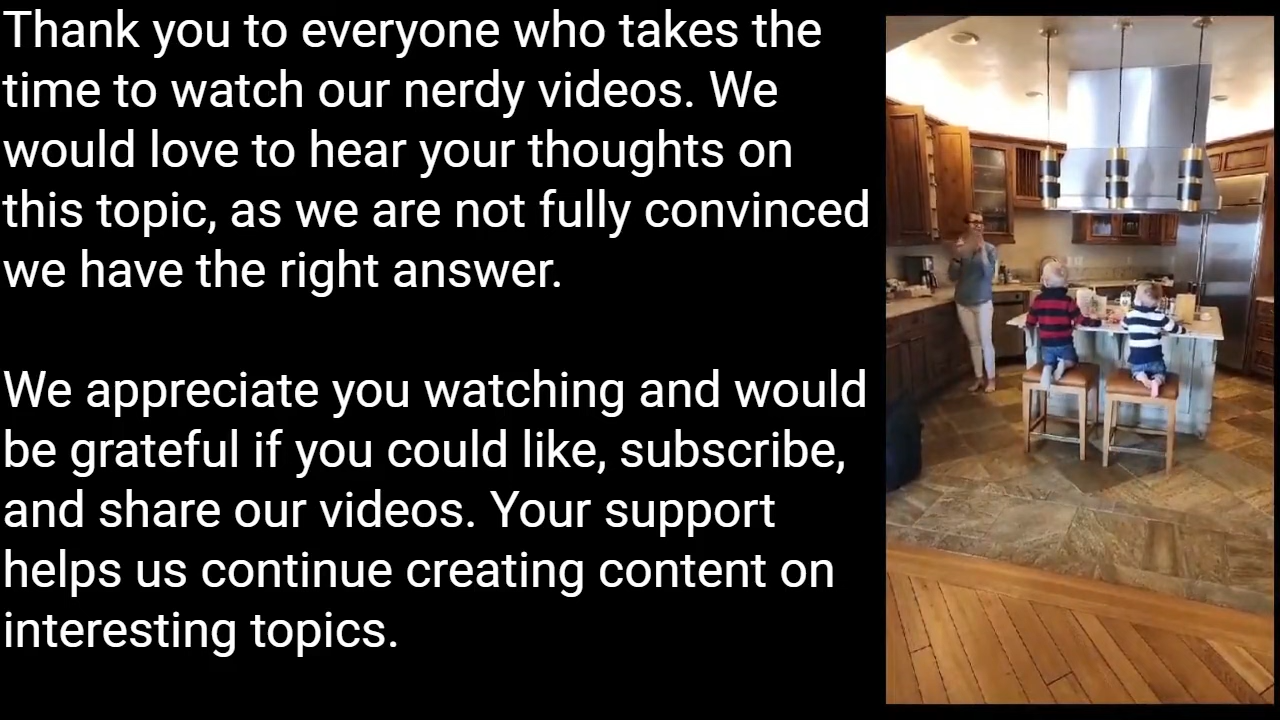 Thank you to everyone who takes the
time to watch our nerdy videos. We
would love to hear your thoughts on
this topic, as we are not fully convinced
we have the right answer.
We appreciate you watching and would
be grateful if you could like, subscribe,
and share our videos. Your support
helps us continue creating content on
interesting topics.